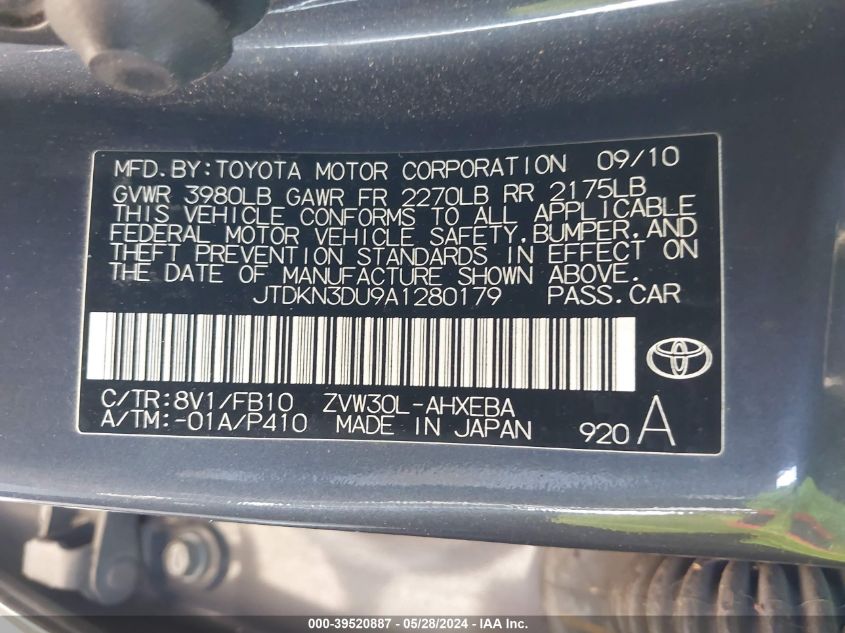 MFD.BY:TOYOTA MOTOR CORPORATION 09/10
GVWR 3980LB GAWR FR 2270LB RR 2175LB
THIS VEHICLE CONFORMS TO ALL APPLICABLE
FEDERAL MOTOR VEHICLE SAFETY,BUMPER,AND
THEFT PREVENTION STANDARDS IN EFFECT ON
THE DATE OF MANUFACTURE SHOWN ABOVE.
JTDKN3DU9A1280179 PASS.CAR
C/TR:8V1/FB10 ZVW30L-AHXEBA
A/TM:-01A/P410 MADE IN JAPAN 920 A
000-39520887 - 05/28/2024 - IAA Inc.